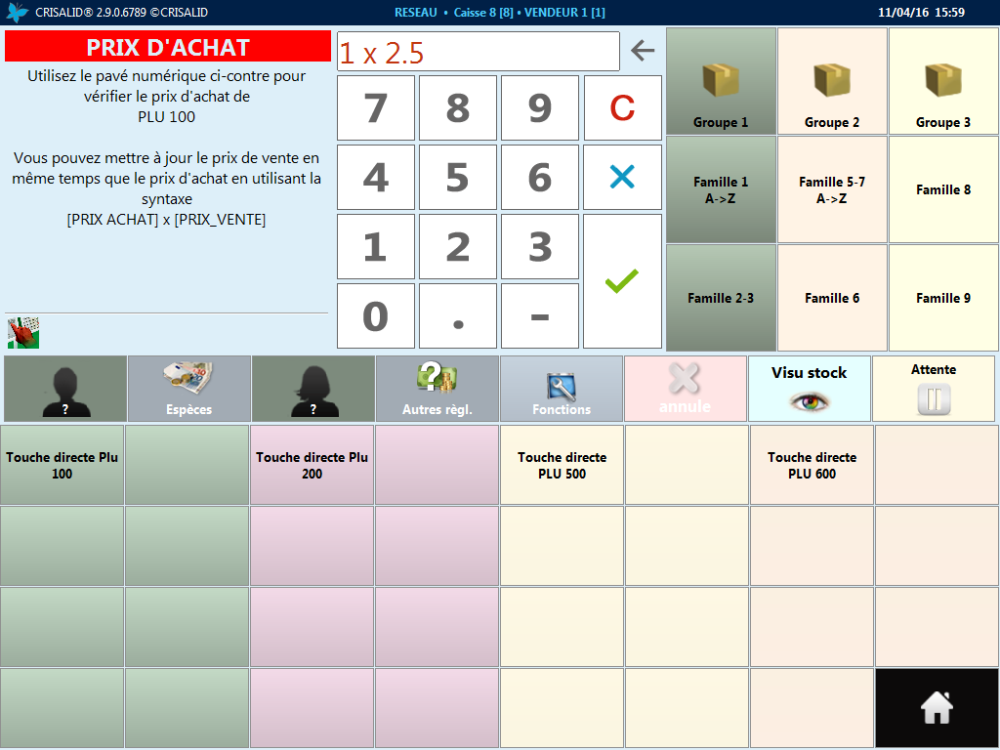 CRISALID® 2.9.0.6789 ©CRISALID
RESEAU • Caisse 8 [8] • VENDEUR 1 [1]
11/04/16 15:59
PRIX D'ACHAT
Utilisez le pavé numérique ci-contre pour
vérifier le prix d'achat de
PLU 100
Vous pouvez mettre à jour le prix de vente en
même temps que le prix d'achat en utilisant la
syntaxe
[PRIX ACHAT] x [PRIX_VENTE]
1 x 2.5
7 8 9 C
4 5 6
1 2 3
0 . -
Groupe 1
Groupe 2
Groupe 3
Famille 1
A->Z
Famille 5-7
A->Z
Famille 8
Famille 2-3
Famille 6
Famille 9
?
Espèces
?
Autres règl.
Fonctions
annule
Visu stock
Attente
Touche directe Plu
100
Touche directe Plu
200
Touche directe
PLU 500
Touche directe
PLU 600